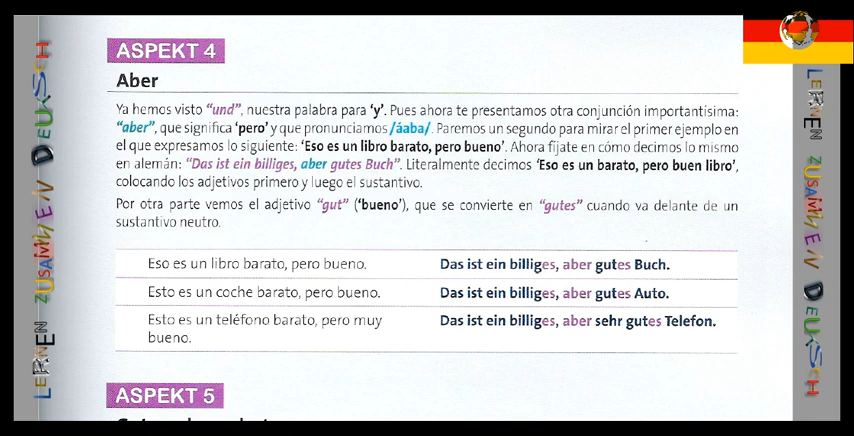 ASPEKT 4
Aber
Ya hemos visto "und", nuestra palabra para 'y'. Pues ahora te presentamos otra conjunción importantísima:
"aber", que significa 'pero' y que pronunciamos /áaba/. Paremos un segundo para mirar el primer ejemplo en
el que expresamos lo siguiente: 'Eso es un libro barato, pero bueno'. Ahora fíjate en cómo decimos lo mismo
en alemán: "Das ist ein billiges, aber gutes Buch". Literalmente decimos 'Eso es un barato, pero buen libro',
colocando los adjetivos primero y luego el sustantivo.
Por otra parte vemos el adjetivo "gut" ('bueno'), que se convierte en "gutes" cuando va delante de un
sustantivo neutro.
Eso es un libro barato, pero bueno. Das ist ein billiges, aber gutes Buch.
Esto es un coche barato, pero bueno. Das ist ein billiges, aber gutes Auto.
Esto es un teléfono barato, pero muy Das ist ein billiges, aber sehr gutes Telefon.
bueno.
ASPEKT 5
LERNEN ZUSAMMEN DEUTSCH
LERNEN ZUSAMMEN DEUTSCH